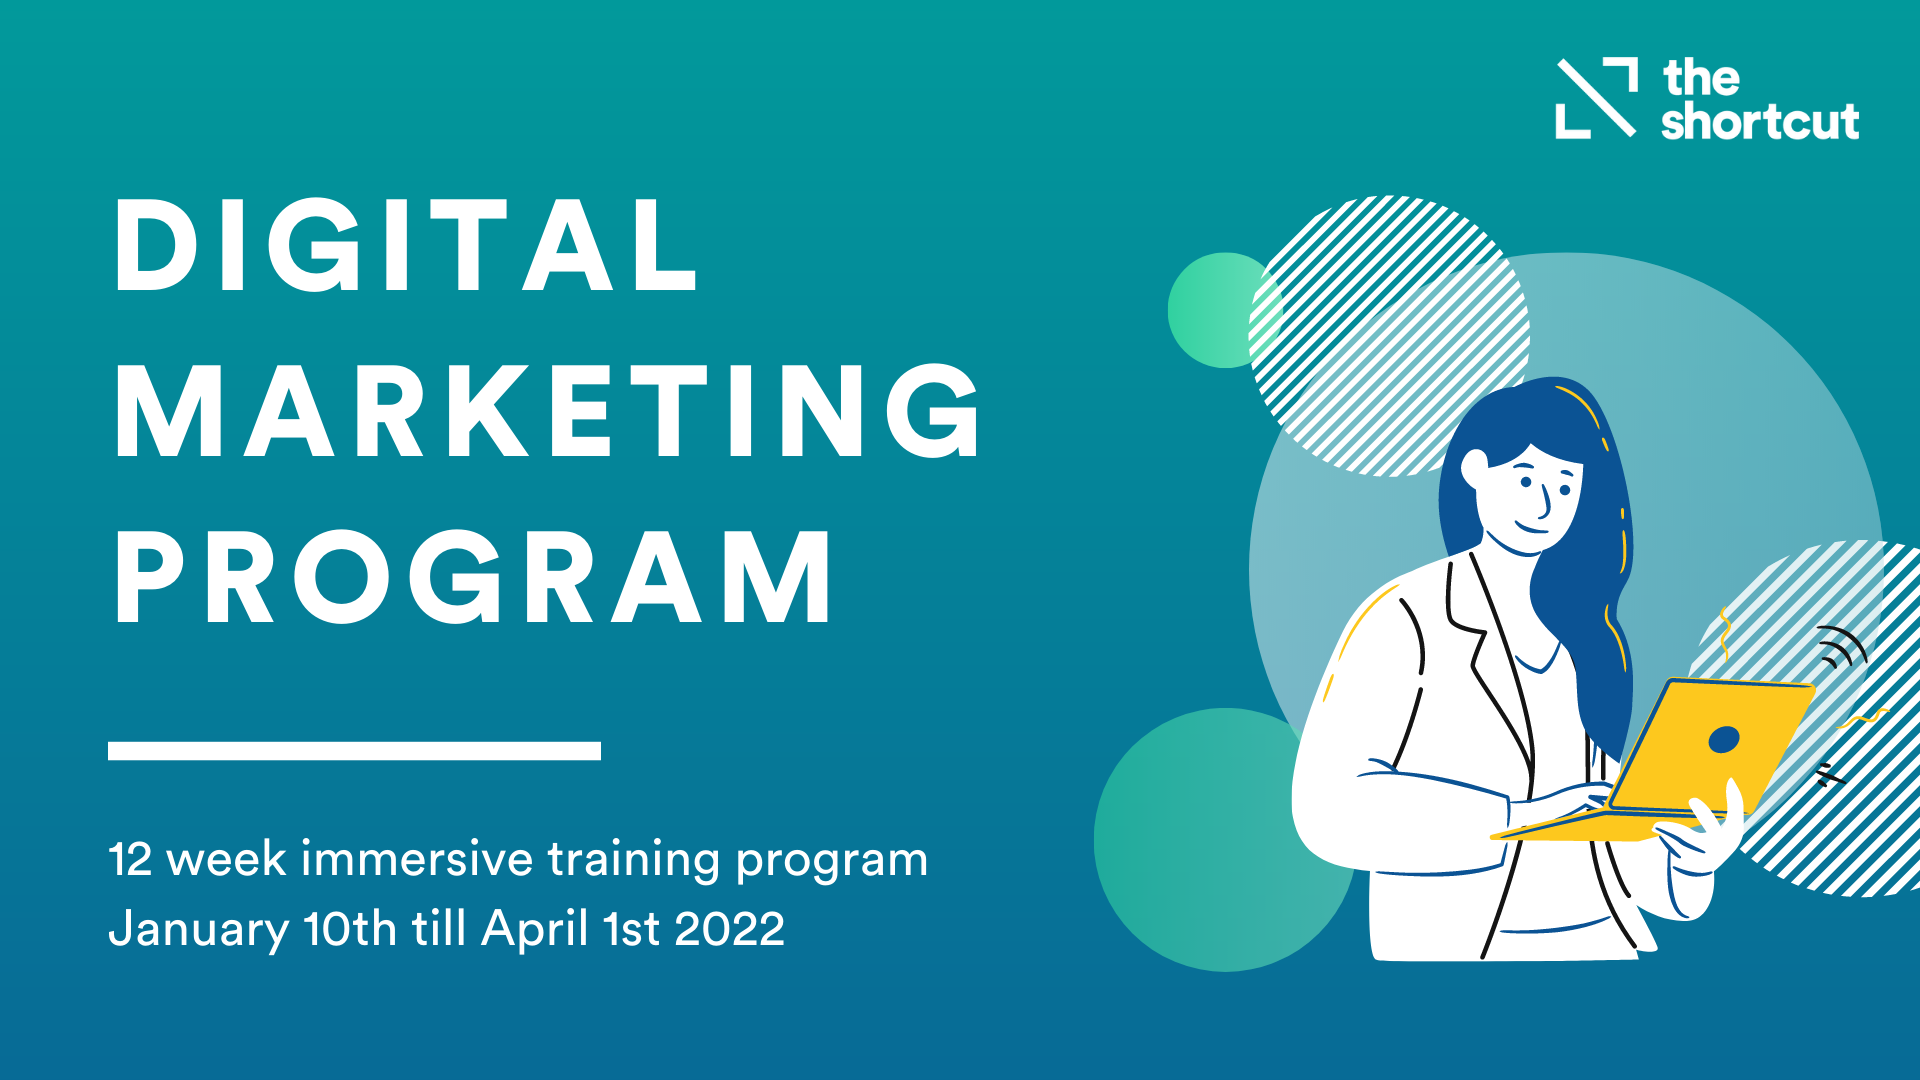 the
shortcut
DIGITAL
MARKETING
PROGRAM
12 week immersive training program
January 10th till April 1st 2022